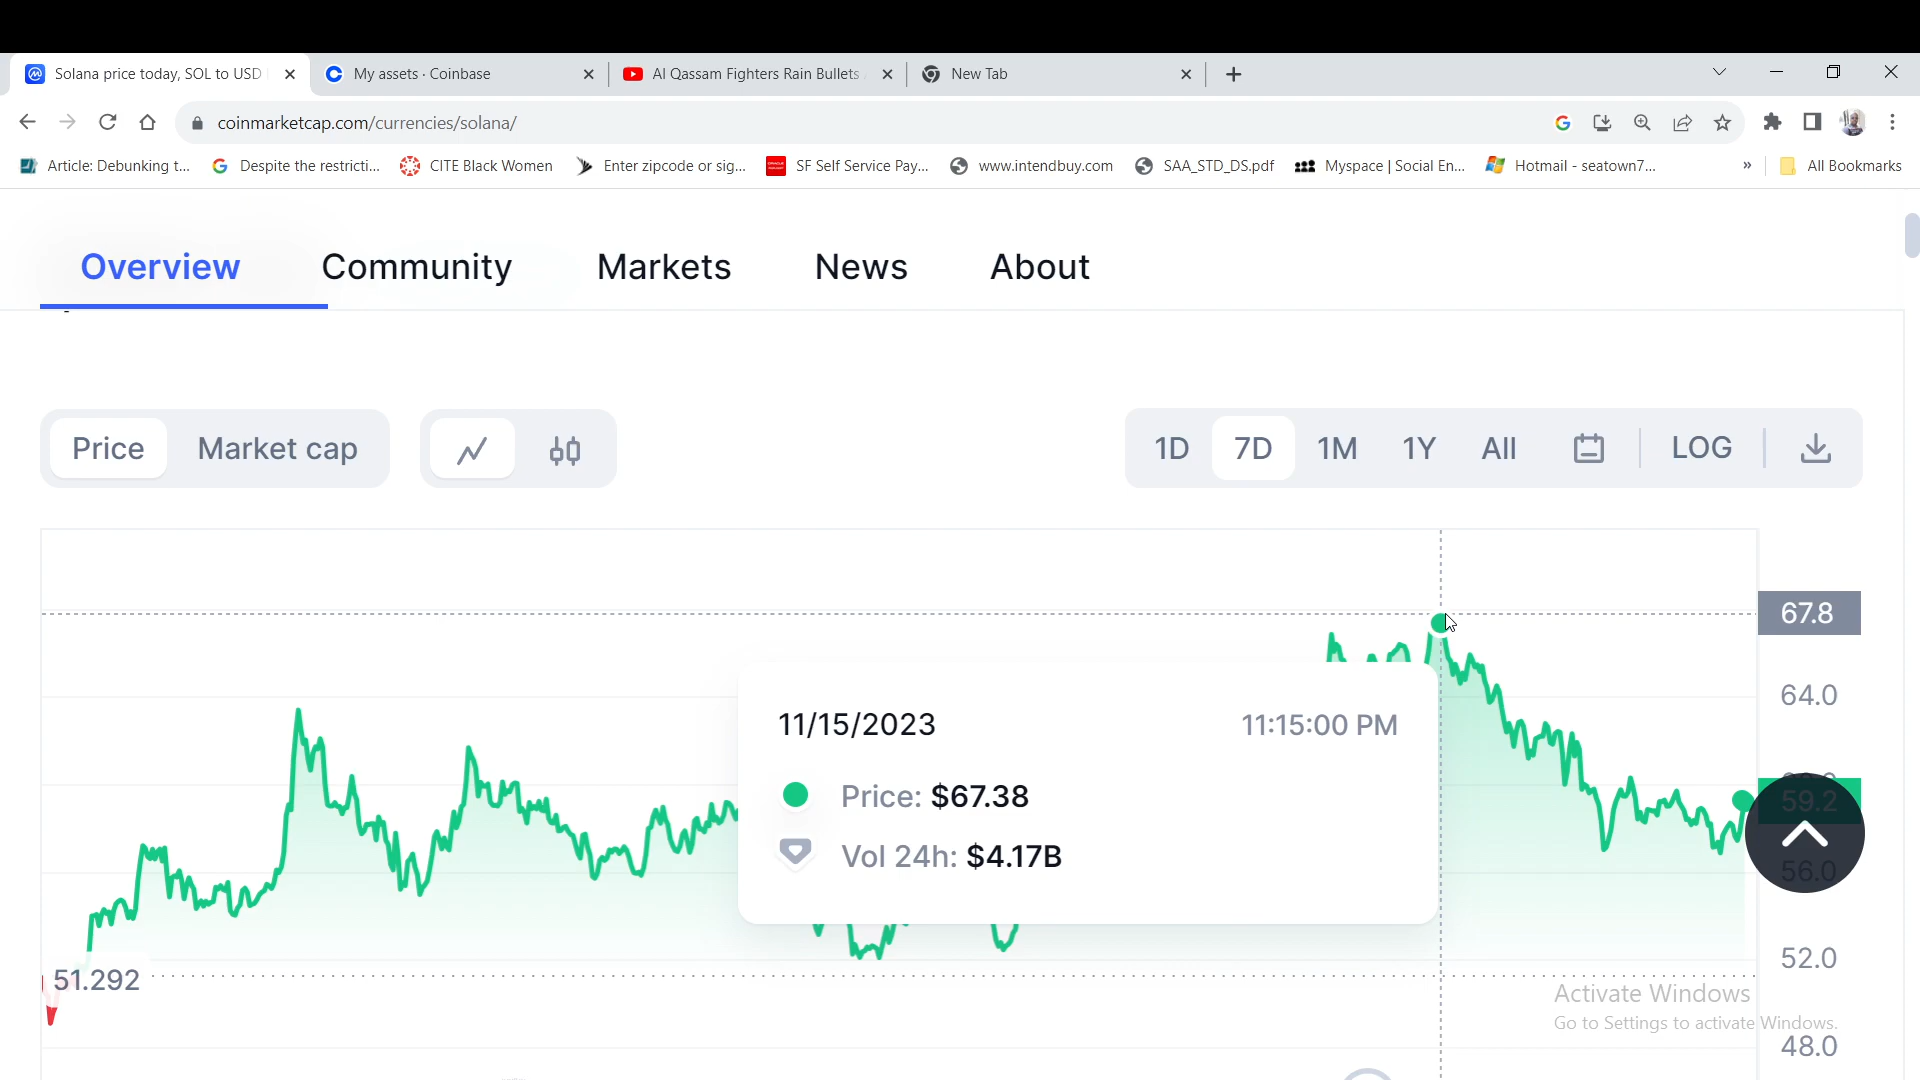 Solana price today, SOL to USD
My assets · Coinbase
Al Qassam Fighters Rain Bullets
New Tab
coinmarketcap.com/currencies/solana/
Article: Debunking t...
Despite the restricti...
CITE Black Women
Enter zipcode or sig...
SF Self Service Pay...
www.intendbuy.com
SAA_STD_DS.pdf
Myspace | Social En...
Hotmail - seatown7...
»
All Bookmarks
Overview
Community
Markets
News
About
Price
Market cap
1D
7D
1M
1Y
All
LOG
67.8
64.0
11/15/2023
11:15:00 PM
Price: $67.38
59.2
Vol 24h: $4.17B
56.0
52.0
51.292
Activate Windows
Go to Settings to activate Windows.
48.0